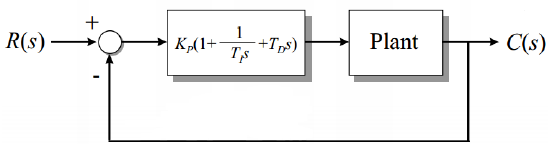 +
R(s)
K_P(1+ 1/(T_I s) +T_D s)
Plant
C(s)
-